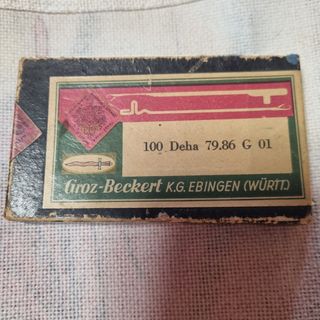 100 Deha 79.86 G 01
Groz-Beckert K.G. EBINGEN (WÜRTT.)